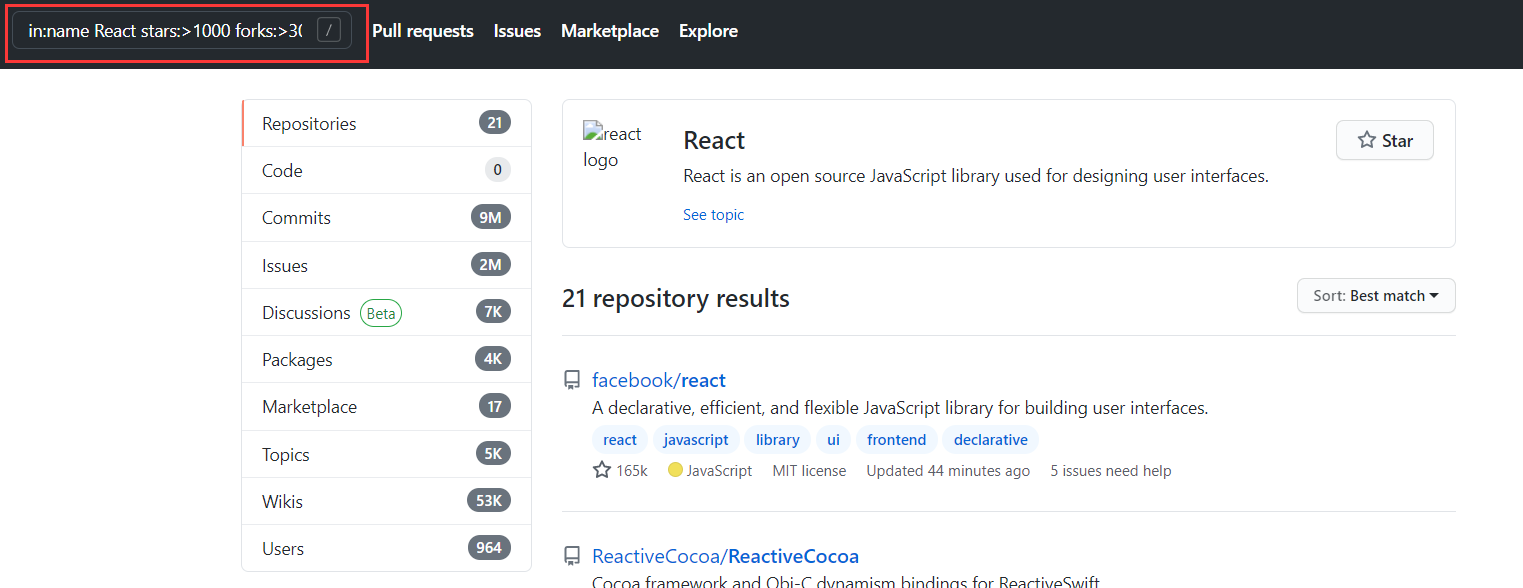 in:name React stars:>1000 forks:>30 /
Pull requests Issues Marketplace Explore
Repositories 21
Code 0
Commits 9M
Issues 2M
Discussions Beta 7K
Packages 4K
Marketplace 17
Topics 5K
Wikis 53K
Users 964
react logo
React
Star
React is an open source JavaScript library used for designing user interfaces.
See topic
21 repository results
Sort: Best match
facebook/react
A declarative, efficient, and flexible JavaScript library for building user interfaces.
react javascript library ui frontend declarative
165k JavaScript MIT license Updated 44 minutes ago 5 issues need help
ReactiveCocoa/ReactiveCocoa
Cocoa framework and Obj-C dynamism bindings for ReactiveSwift.